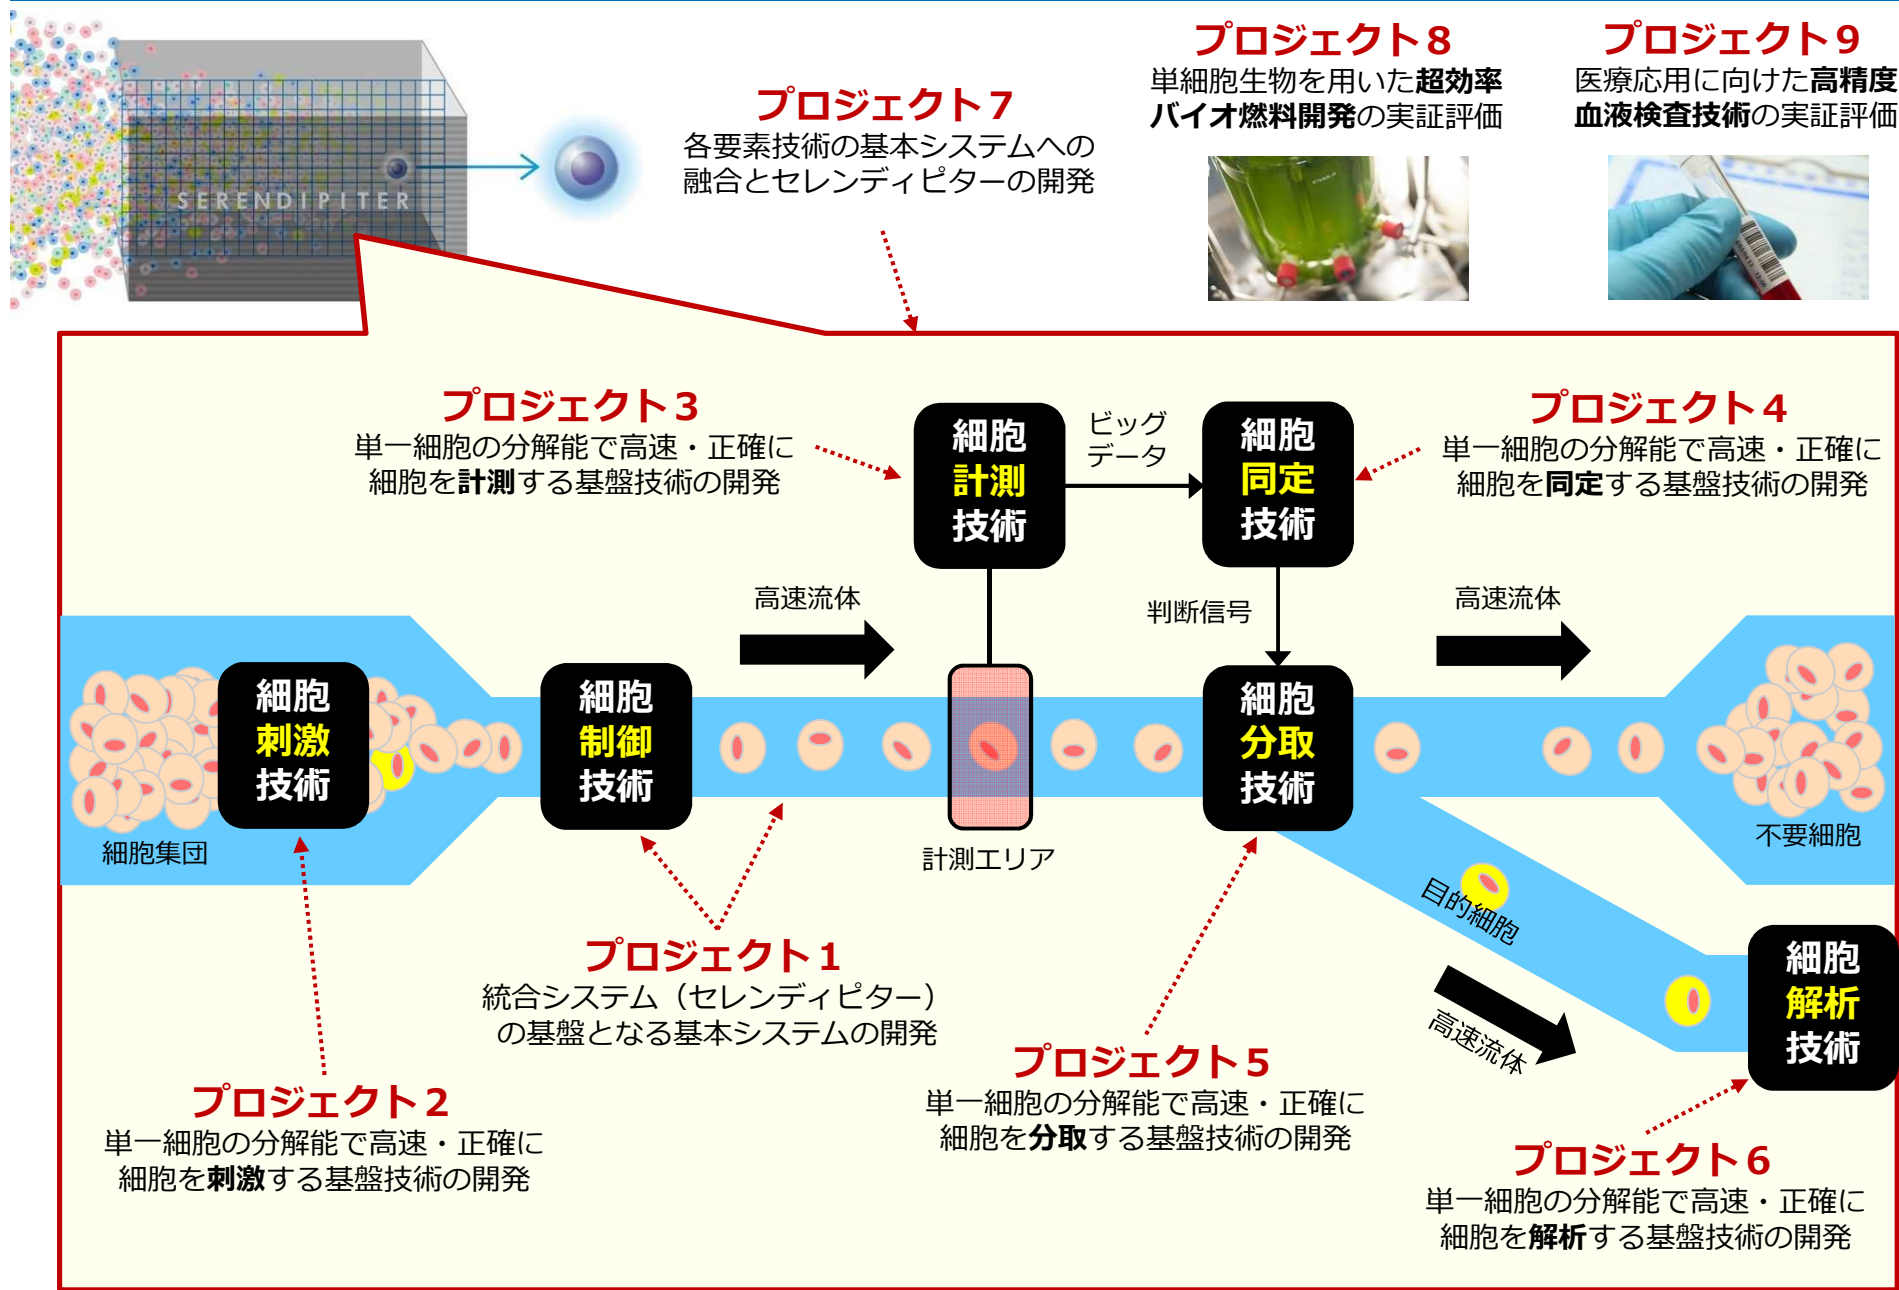 SERENDIPITER
プロジェクト7
各要素技術の基本システムへの
融合とセレンディピターの開発
プロジェクト8
単細胞生物を用いた超効率
バイオ燃料開発の実証評価
プロジェクト9
医療応用に向けた高精度
血液検査技術の実証評価
プロジェクト3
単一細胞の分解能で高速・正確に
細胞を計測する基盤技術の開発
細胞
計測
技術
ビッグ
データ
細胞
同定
技術
プロジェクト4
単一細胞の分解能で高速・正確に
細胞を同定する基盤技術の開発
高速流体
判断信号
高速流体
細胞
刺激
技術
細胞集団
細胞
制御
技術
計測エリア
細胞
分取
技術
不要細胞
目的細胞
高速流体
細胞
解析
技術
プロジェクト1
統合システム（セレンディピター）
の基盤となる基本システムの開発
プロジェクト2
単一細胞の分解能で高速・正確に
細胞を刺激する基盤技術の開発
プロジェクト5
単一細胞の分解能で高速・正確に
細胞を分取する基盤技術の開発
プロジェクト6
単一細胞の分解能で高速・正確に
細胞を解析する基盤技術の開発